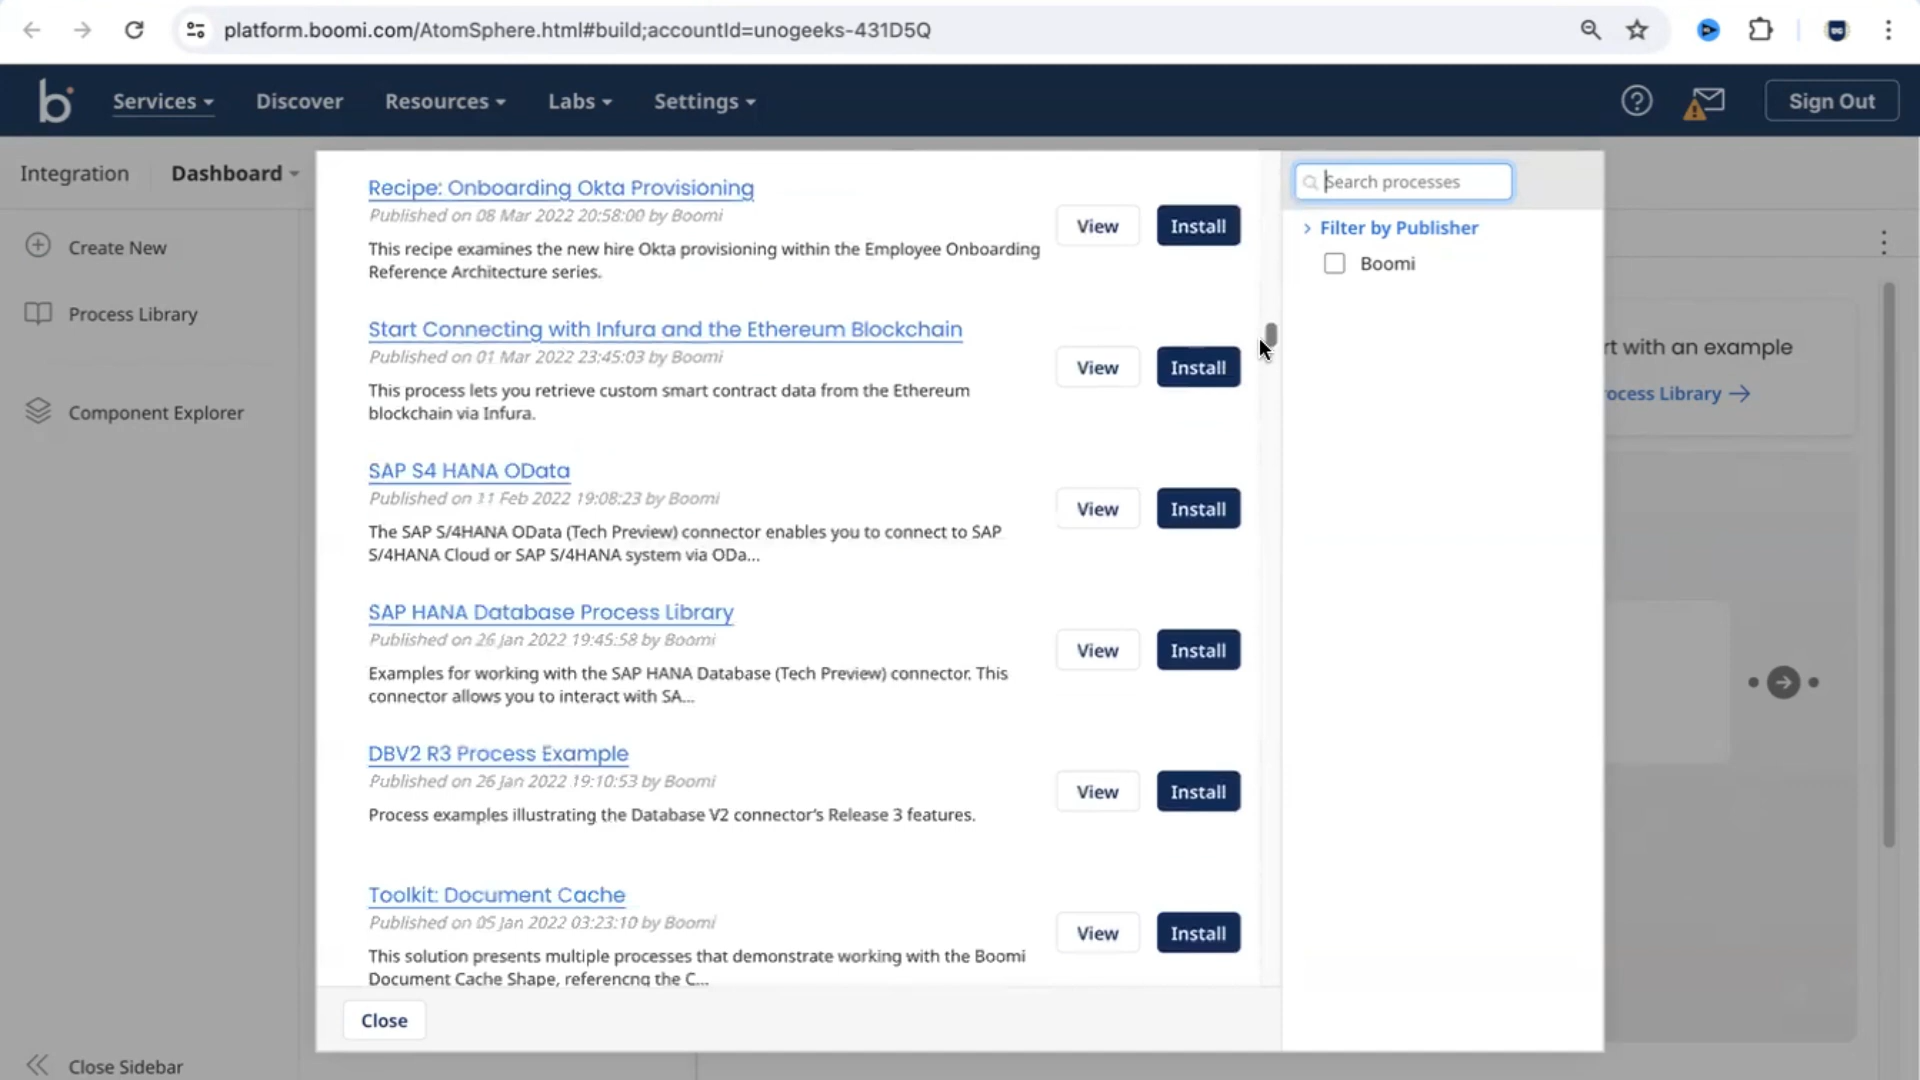 platform.boomi.com/AtomSphere.html#build;accountId=unogeeks-431D5Q
b Services Discover Resources Labs Settings Sign Out
Integration Dashboard
Create New
Process Library
Component Explorer
Close Sidebar
Recipe: Onboarding Okta Provisioning
Published on 08 Mar 2022 20:58:00 by Boomi
This recipe examines the new hire Okta provisioning within the Employee Onboarding
Reference Architecture series.
View Install
Start Connecting with Infura and the Ethereum Blockchain
Published on 01 Mar 2022 23:45:03 by Boomi
This process lets you retrieve custom smart contract data from the Ethereum
blockchain via Infura.
View Install
SAP S4 HANA OData
Published on 11 Feb 2022 19:08:23 by Boomi
The SAP S/4HANA OData (Tech Preview) connector enables you to connect to SAP
S/4HANA Cloud or SAP S/4HANA system via ODa...
View Install
SAP HANA Database Process Library
Published on 26 Jan 2022 19:45:58 by Boomi
Examples for working with the SAP HANA Database (Tech Preview) connector. This
connector allows you to interact with SA...
View Install
DBV2 R3 Process Example
Published on 26 Jan 2022 19:10:53 by Boomi
Process examples illustrating the Database V2 connector's Release 3 features.
View Install
Toolkit: Document Cache
Published on 05 Jan 2022 03:23:10 by Boomi
This solution presents multiple processes that demonstrate working with the Boomi
Document Cache Shape, referencng the C...
View Install
Close
Search processes
Filter by Publisher
Boomi
rt with an example
ocess Library